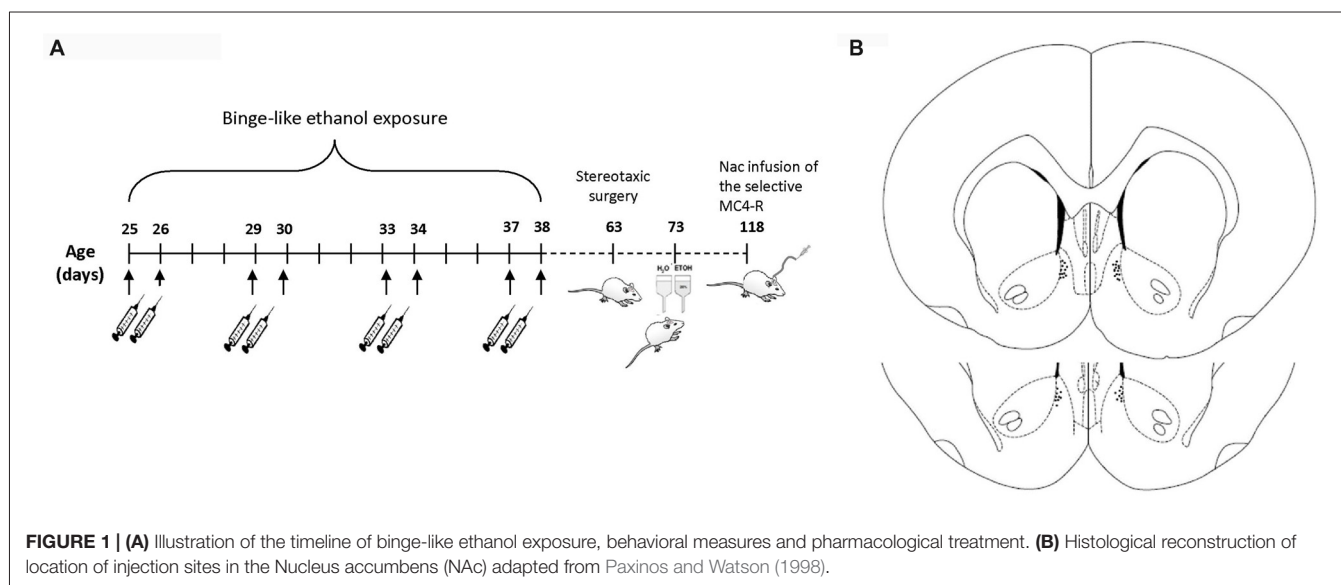 A
B
Binge-like ethanol exposure
Stereotaxic
surgery
Nac infusion of
the selective
MC4-R
25 26 29 30 33 34 37 38 63 73 118
Age
(days)
H₂O ETOH
FIGURE 1 | (A) Illustration of the timeline of binge-like ethanol exposure, behavioral measures and pharmacological treatment. (B) Histological reconstruction of
location of injection sites in the Nucleus accumbens (NAc) adapted from Paxinos and Watson (1998).